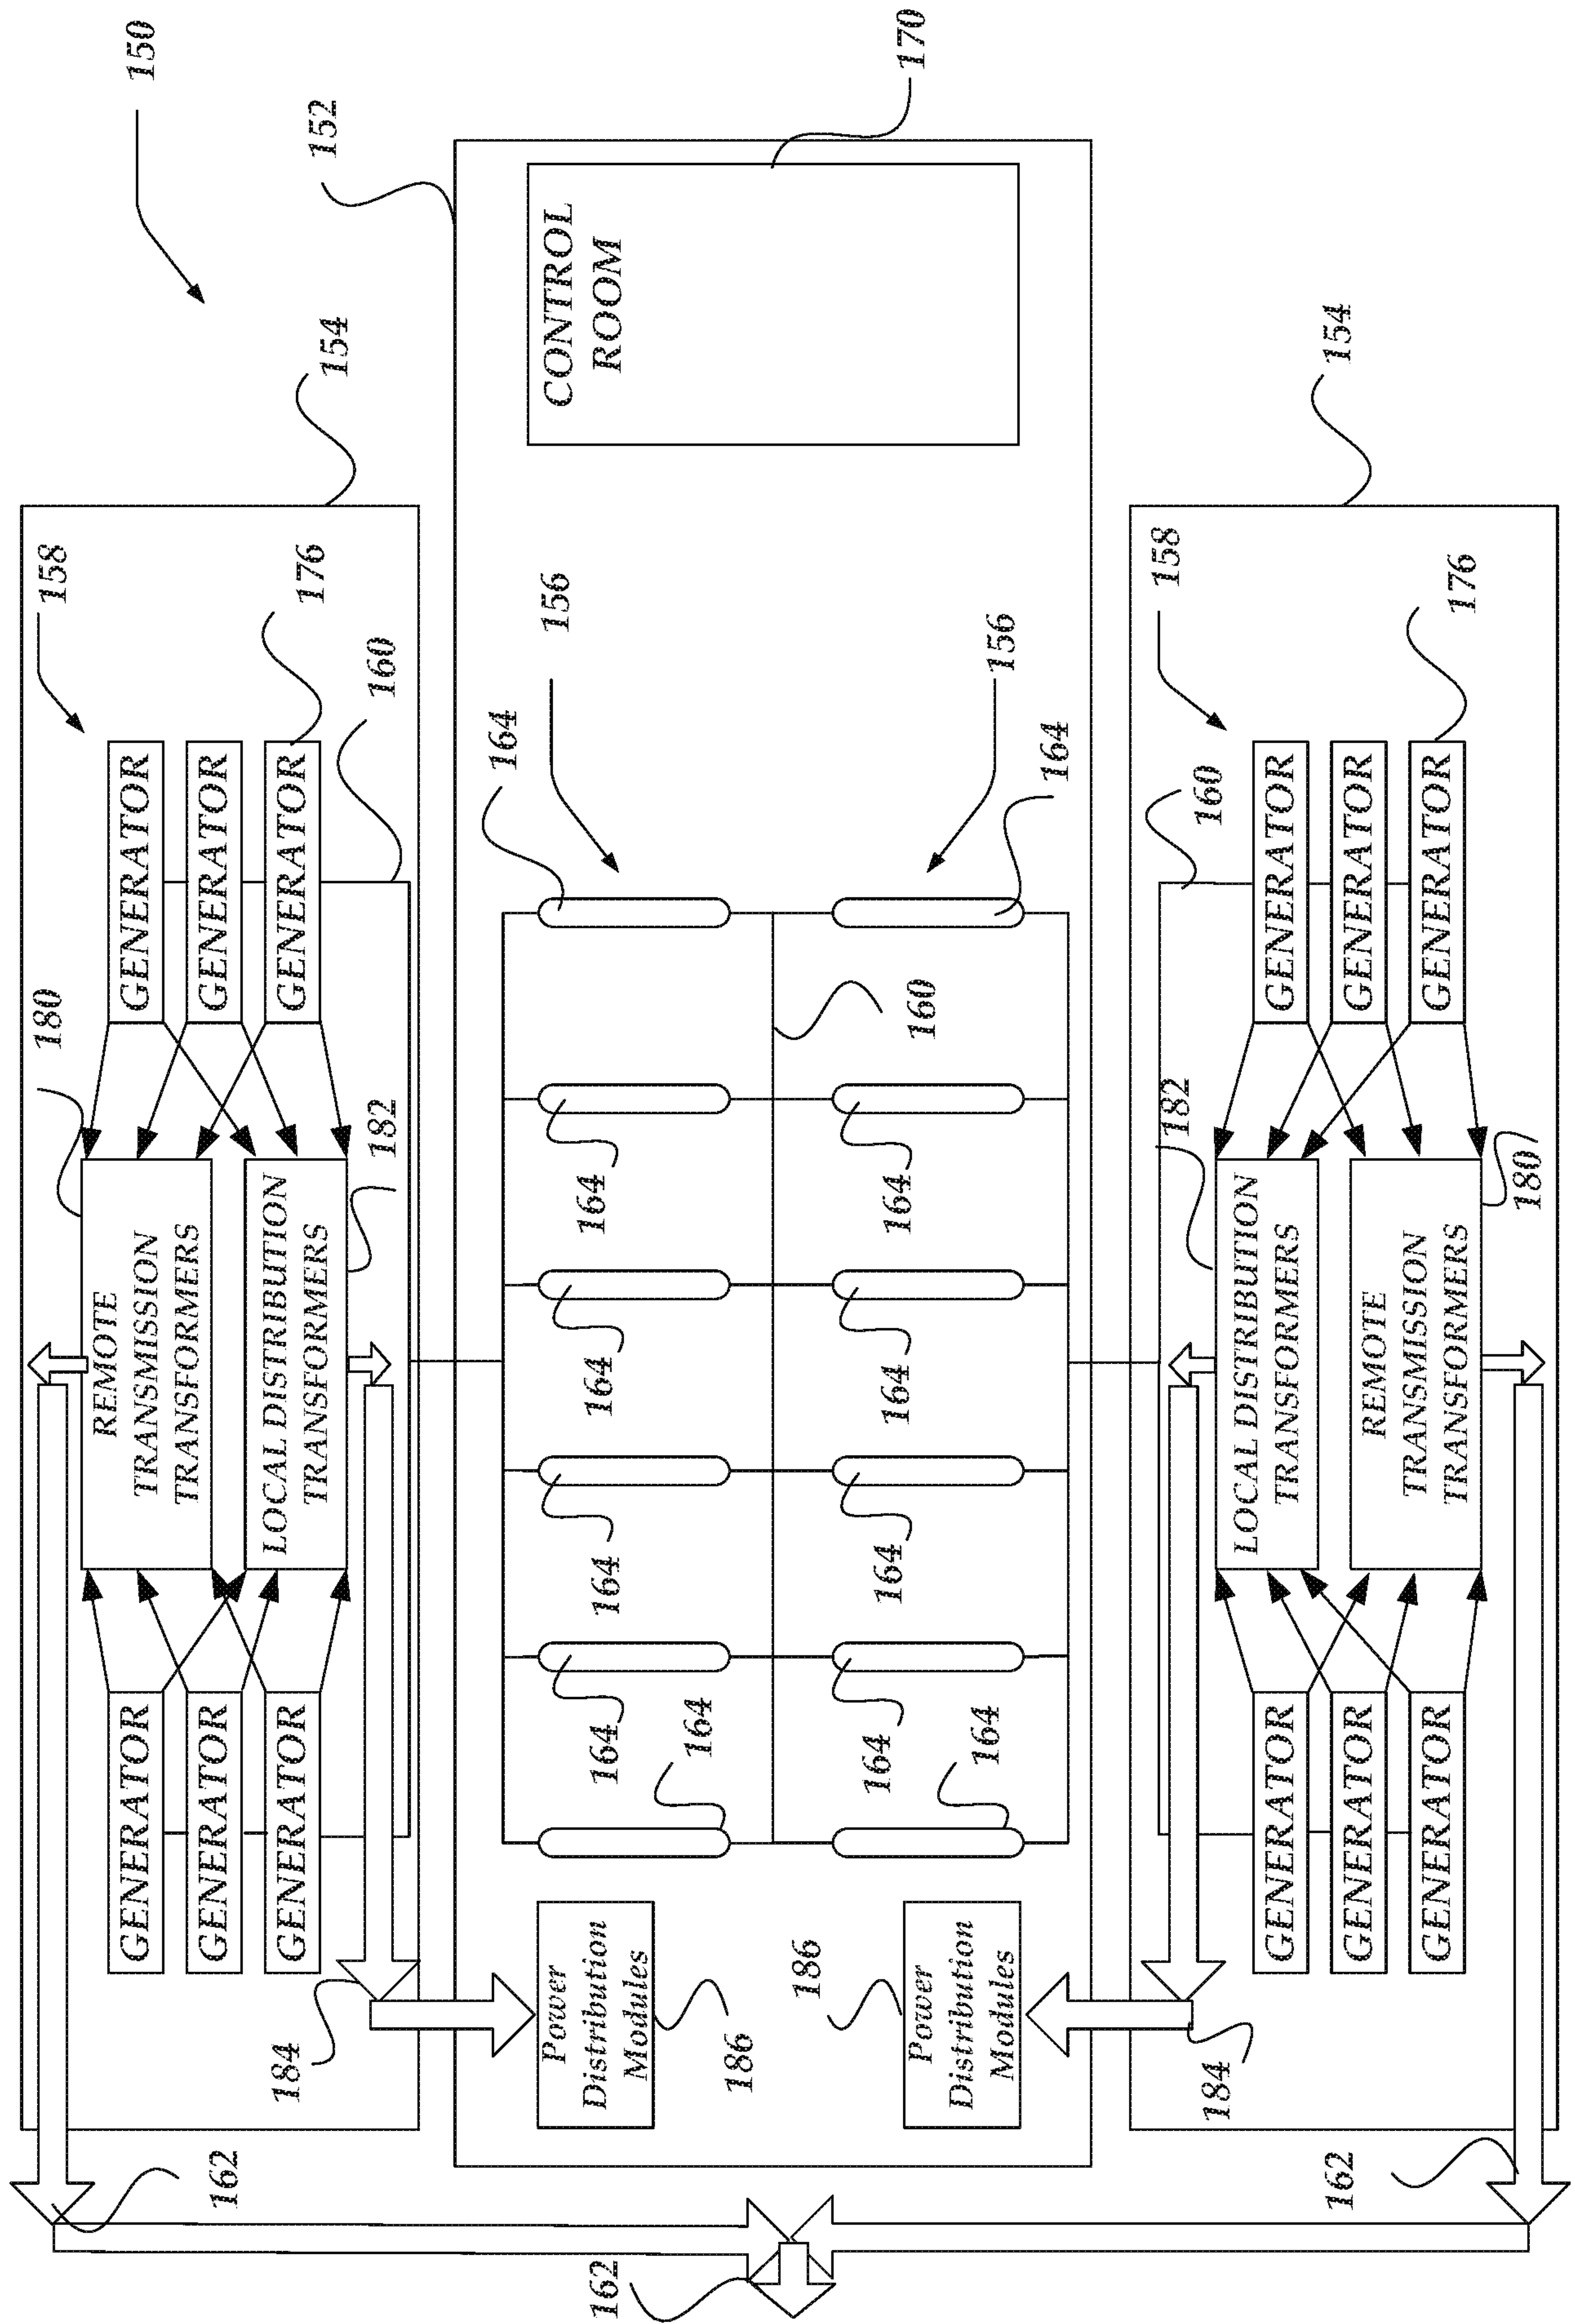 150
180
158
154
162
GENERATOR
REMOTE
TRANSMISSION
TRANSFORMERS
GENERATOR
GENERATOR
GENERATOR
184
GENERATOR
LOCAL DISTRIBUTION
TRANSFORMERS
GENERATOR
176
182
160
152
164
156
Power
Distribution
Modules
CONTROL
ROOM
162
164
164
164
164
164
186
186
160
170
164
164
164
164
164
164
156
Power
Distribution
Modules
182
160
158
184
GENERATOR
LOCAL DISTRIBUTION
TRANSFORMERS
GENERATOR
154
GENERATOR
GENERATOR
162
GENERATOR
REMOTE
TRANSMISSION
TRANSFORMERS
GENERATOR
176
180